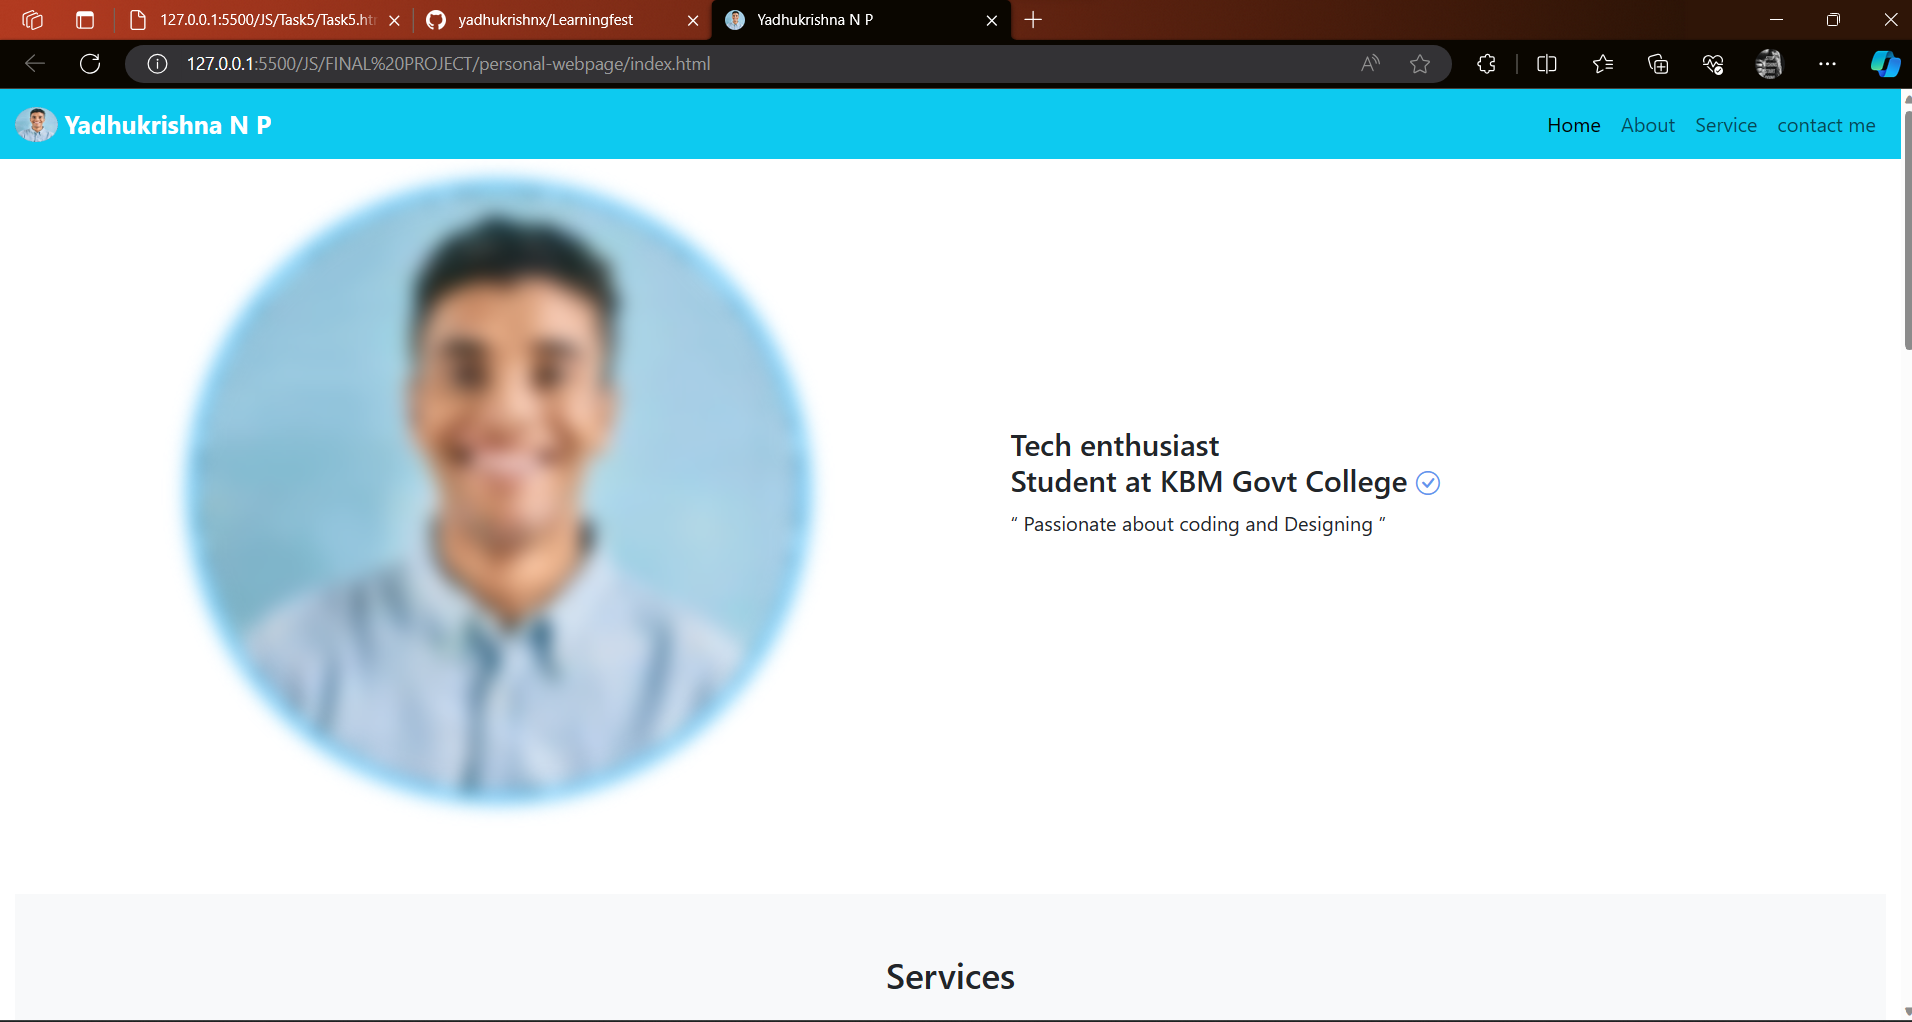 127.0.0.1:5500/JS/Task5/Task5.ht
yadhukrishnx/Learningfest
Yadhukrishna N P
127.0.0.1:5500/JS/FINAL%20PROJECT/personal-webpage/index.html
Yadhukrishna N P
Home About Service contact me
Tech enthusiast
Student at KBM Govt College
“ Passionate about coding and Designing ”
Services